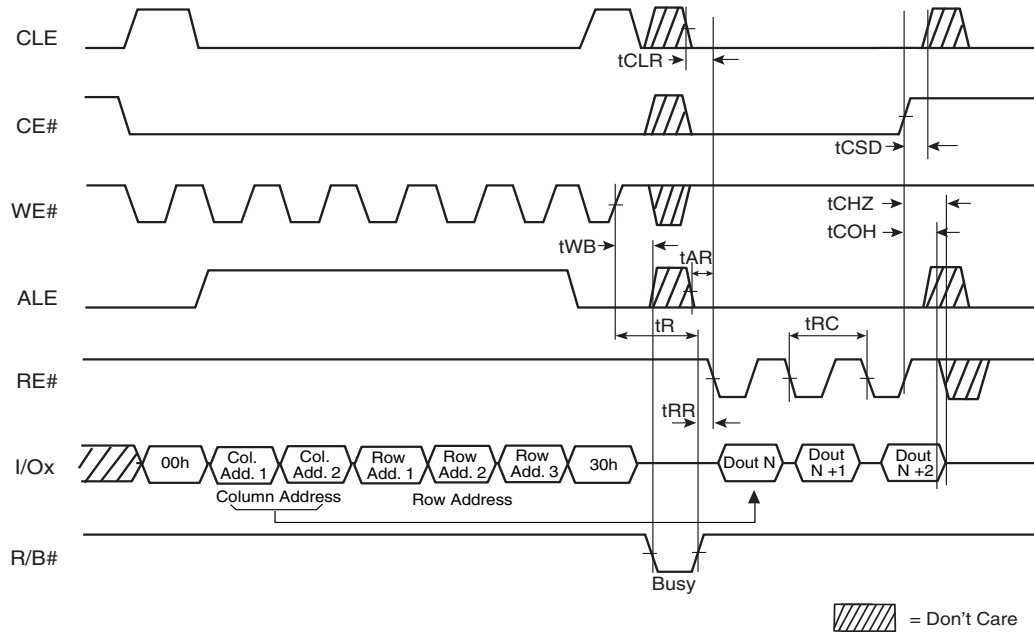 CLE
tCLR
CE#
tCSD
WE#
tCHZ
tCOH
tWB
tAR
ALE
tR
tRC
RE#
tRR
I/Ox
00h
Col.
Add. 1
Col.
Add. 2
Row
Add. 1
Row
Add. 2
Row
Add. 3
30h
Dout N
Dout
N +1
Dout
N +2
Column Address
Row Address
R/B#
Busy
= Don't Care